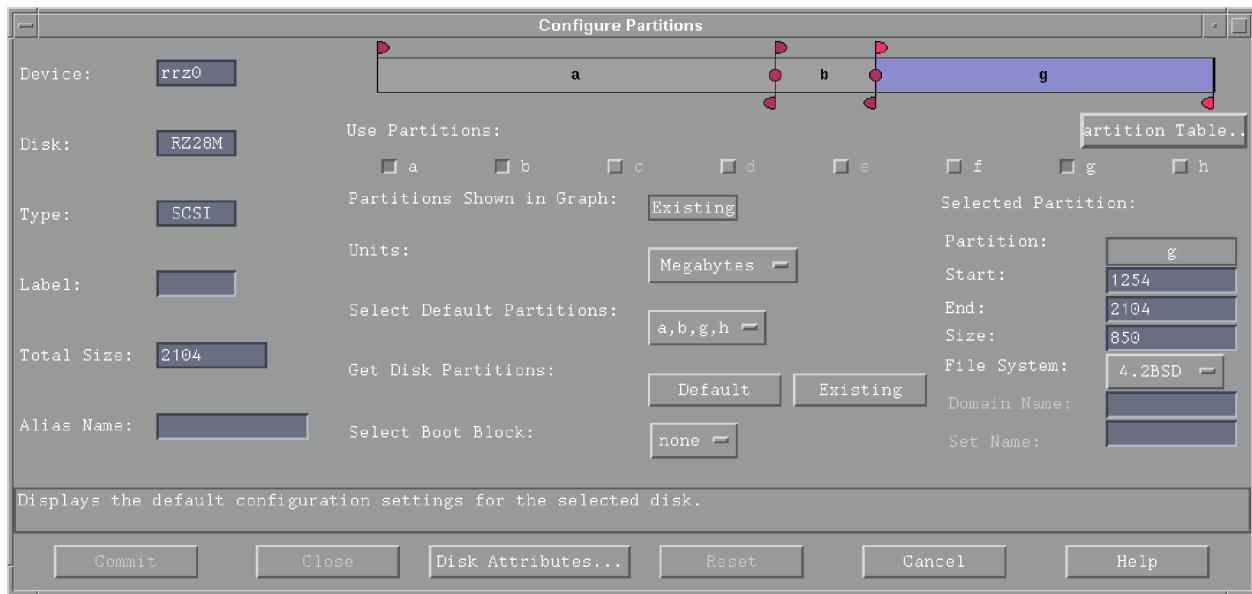 Configure Partitions
Device: rrz0
a b g
Disk: RZ28M
Use Partitions:
artition Table..
a b c d e f g h
Type: SCSI
Partitions Shown in Graph: Existing
Selected Partition:
Units: Megabytes
Partition: g
Start: 1254
Label:
Select Default Partitions: a,b,g,h
End: 2104
Size: 850
Total Size: 2104
Get Disk Partitions: Default Existing
File System: 4.2BSD
Domain Name:
Alias Name:
Select Boot Block: none
Set Name:
Displays the default configuration settings for the selected disk.
Commit Close Disk Attributes... Reset Cancel Help